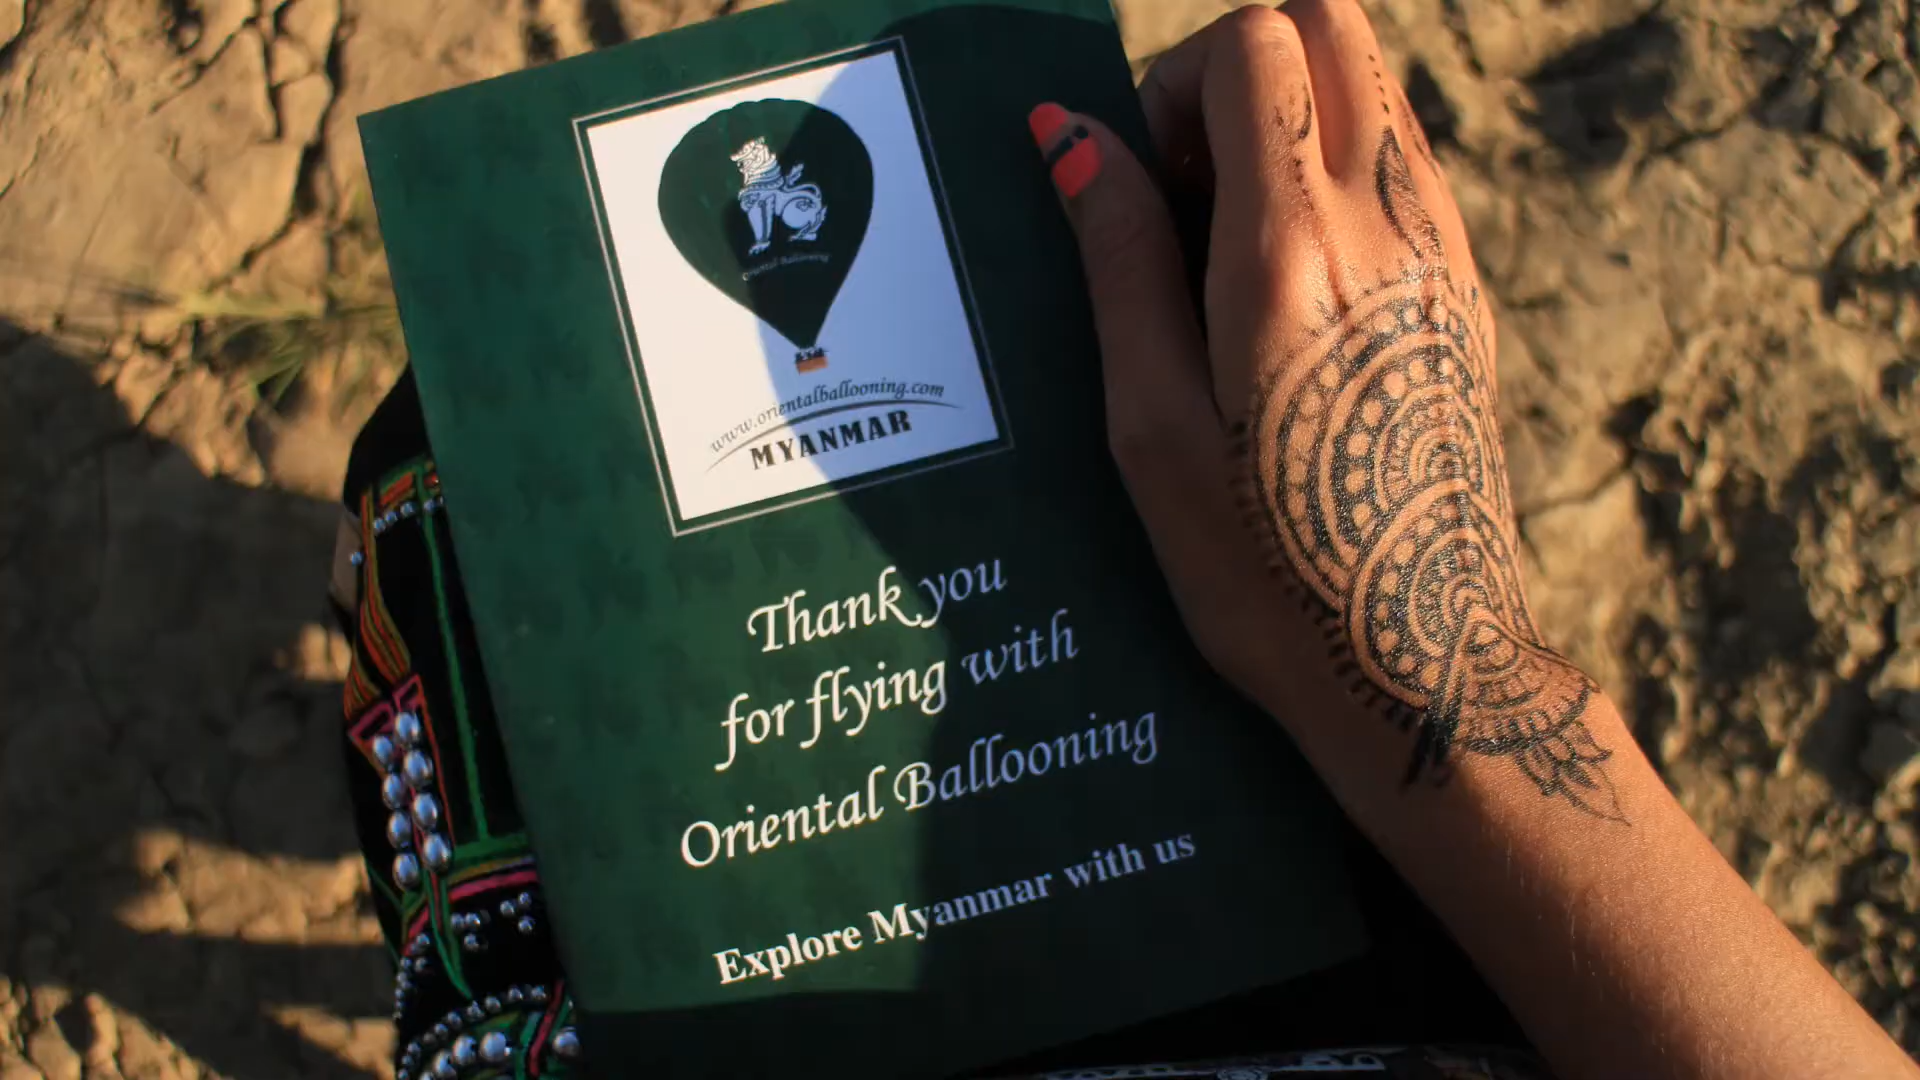 Oriental Ballooning
www.orientalballooning.com
MYANMAR
Thank you
for flying with
Oriental Ballooning
Explore Myanmar with us